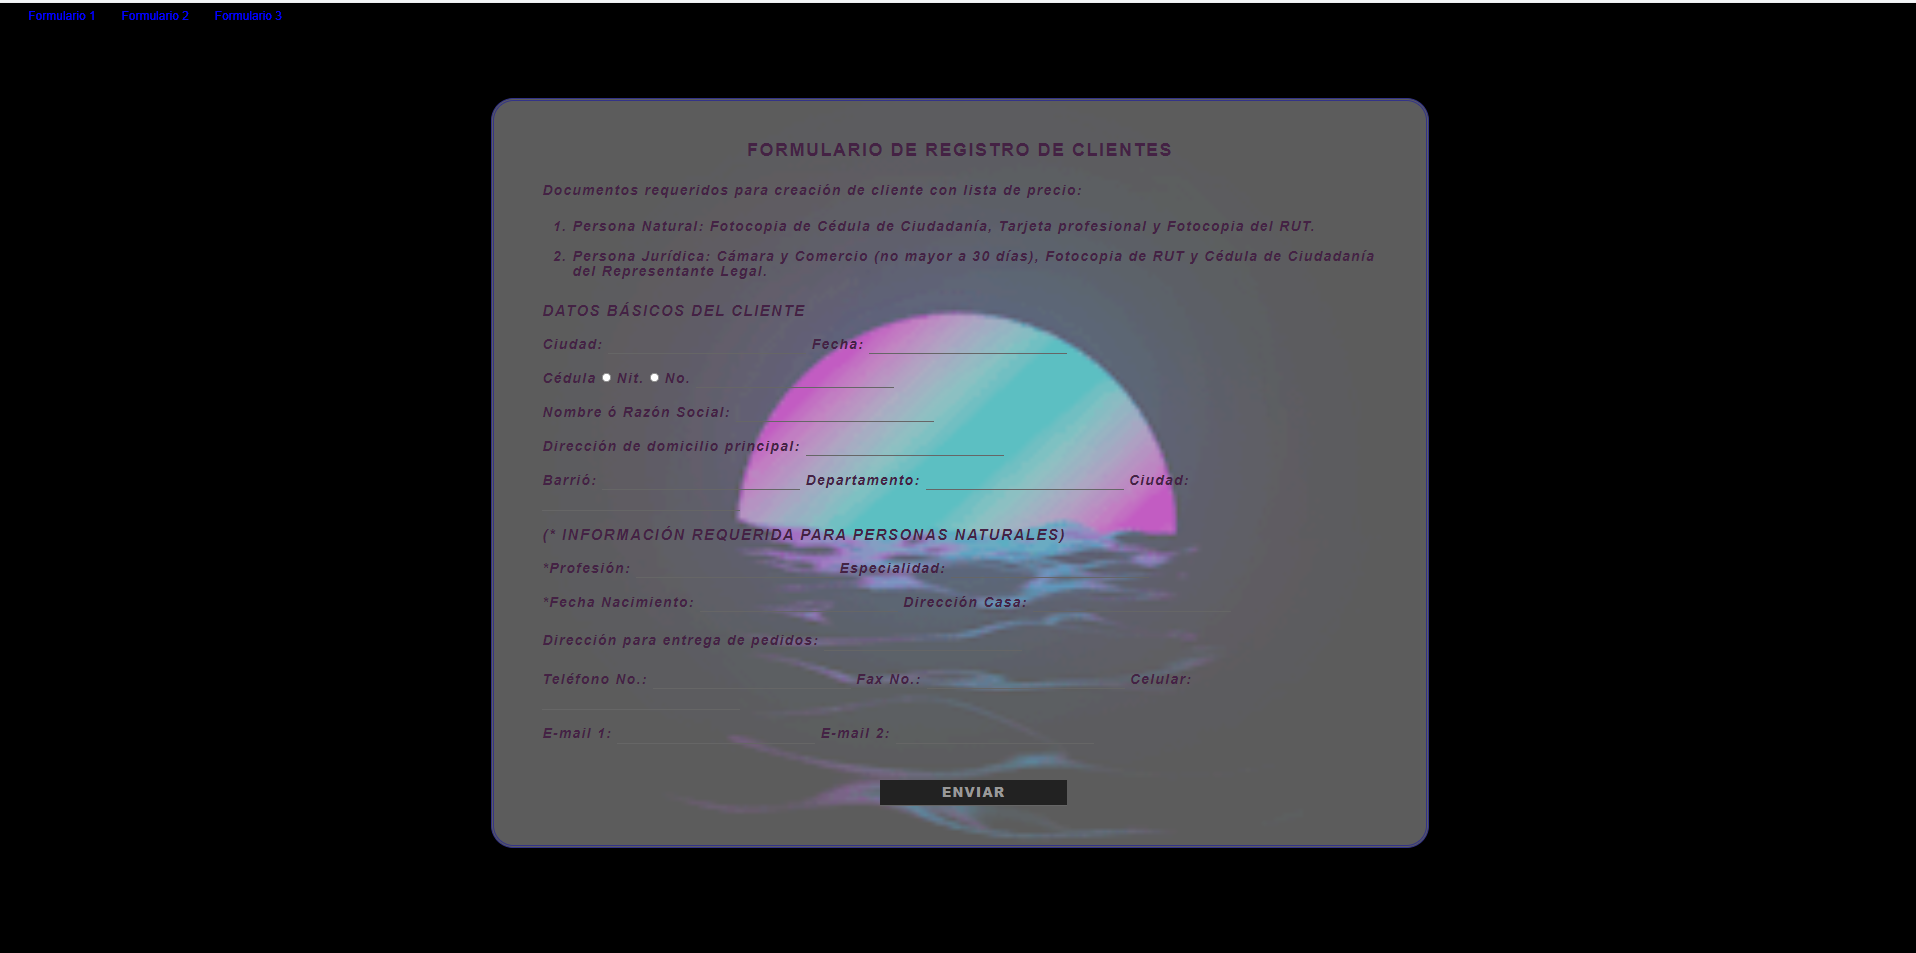 Formulario 1 Formulario 2 Formulario 3
FORMULARIO DE REGISTRO DE CLIENTES
Documentos requeridos para creación de cliente con lista de precio:
1. Persona Natural: Fotocopia de Cédula de Ciudadanía, Tarjeta profesional y Fotocopia del RUT.
2. Persona Jurídica: Cámara y Comercio (no mayor a 30 días), Fotocopia de RUT y Cédula de Ciudadanía
del Representante Legal.
DATOS BÁSICOS DEL CLIENTE
Ciudad: Fecha:
Cédula Nit. No.
Nombre ó Razón Social:
Dirección de domicilio principal:
Barrió: Departamento: Ciudad:
(* INFORMACIÓN REQUERIDA PARA PERSONAS NATURALES)
*Profesión: Especialidad:
*Fecha Nacimiento: Dirección Casa:
Dirección para entrega de pedidos:
Teléfono No.: Fax No.: Celular:
E-mail 1: E-mail 2:
ENVIAR